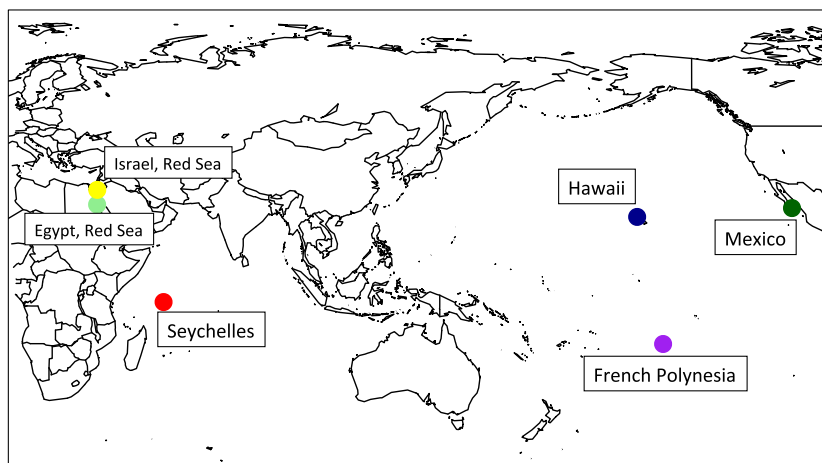 Israel, Red Sea
Hawaii
Egypt, Red Sea
Mexico
Seychelles
French Polynesia